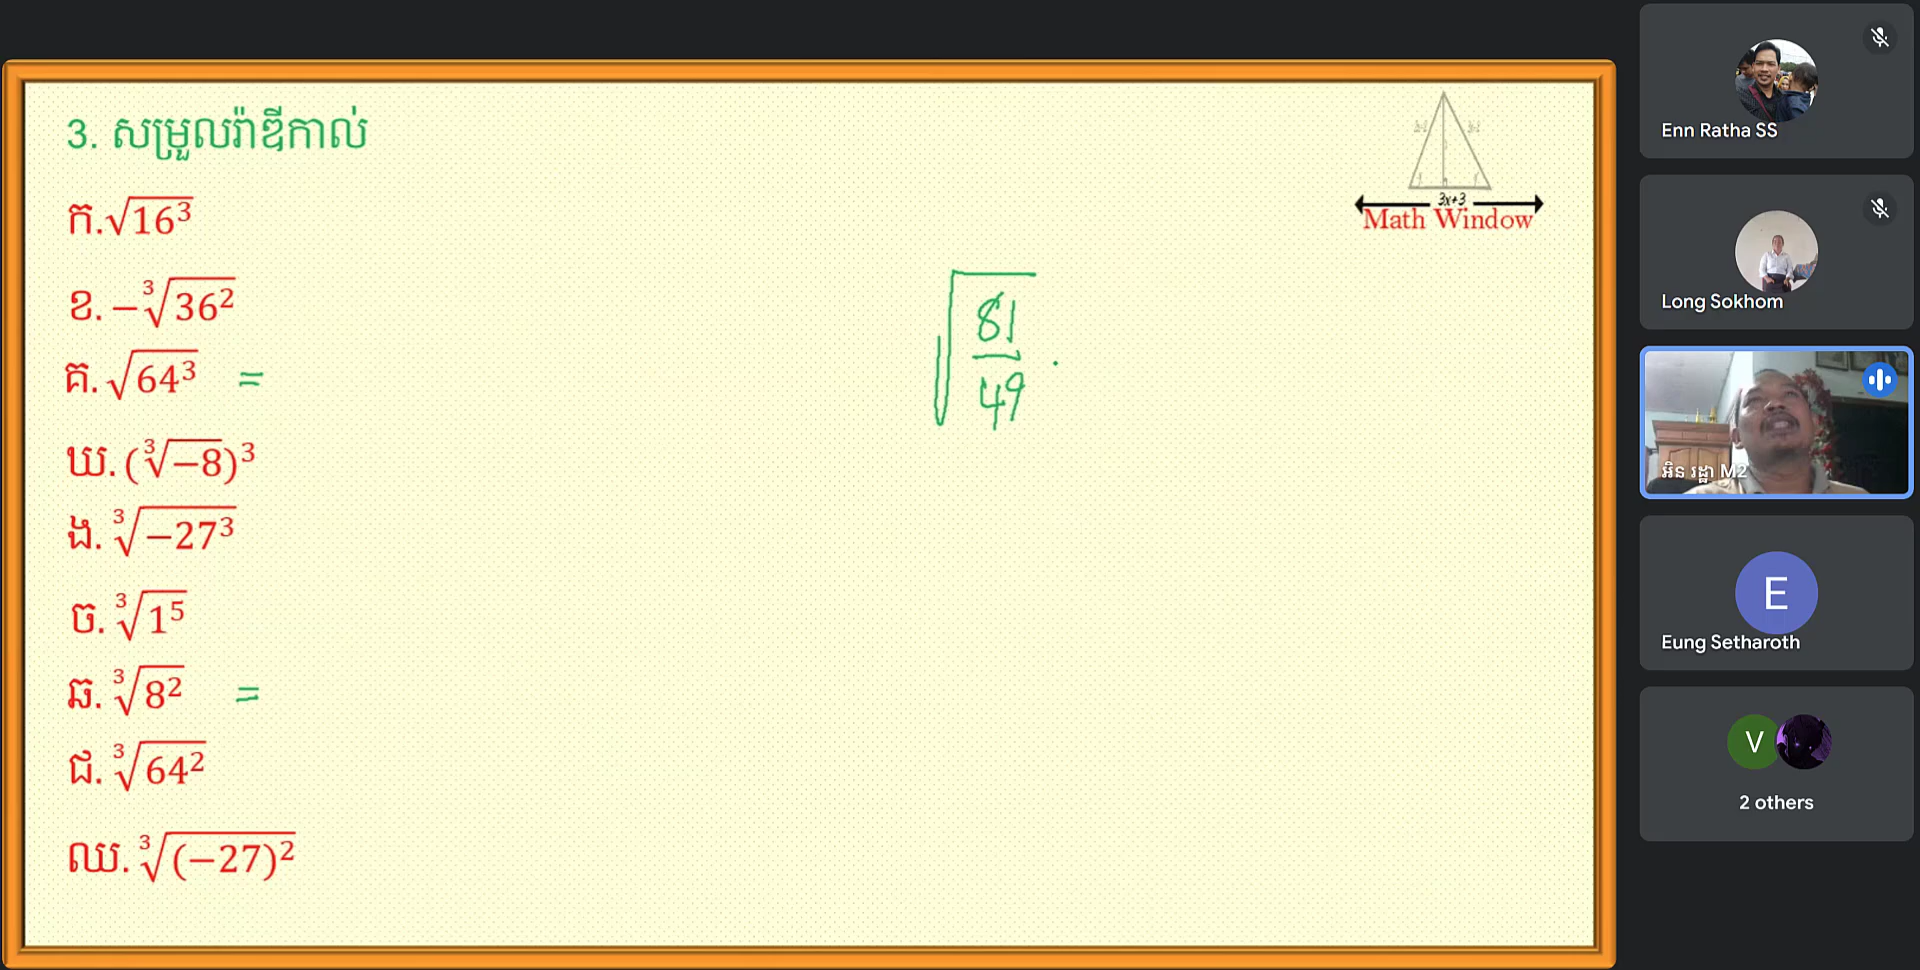 3. សម្រួលរ៉ាឌីកាល់
ក. √16³
ខ. −∛36²
គ. √64³ =
ឃ. (∛−8)³
ង. ∛−27³
ច. ∛1⁵
ឆ. ∛8² =
ជ. ∛64²
ឈ. ∛(−27)²
√81/49 .
3x+3
Math Window
Enn Ratha SS
Long Sokhom
អិន រដ្ឋា M2
E
Eung Setharoth
V
2 others